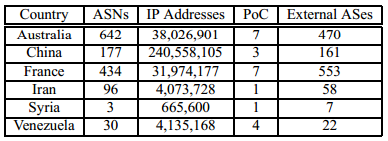 Country ASNs IP Addresses PoC External ASes
Australia 642 38,026,901 7 470
China 177 240,558,105 3 161
France 434 31,974,177 7 553
Iran 96 4,073,728 1 58
Syria 3 665,600 1 7
Venezuela 30 4,135,168 4 22